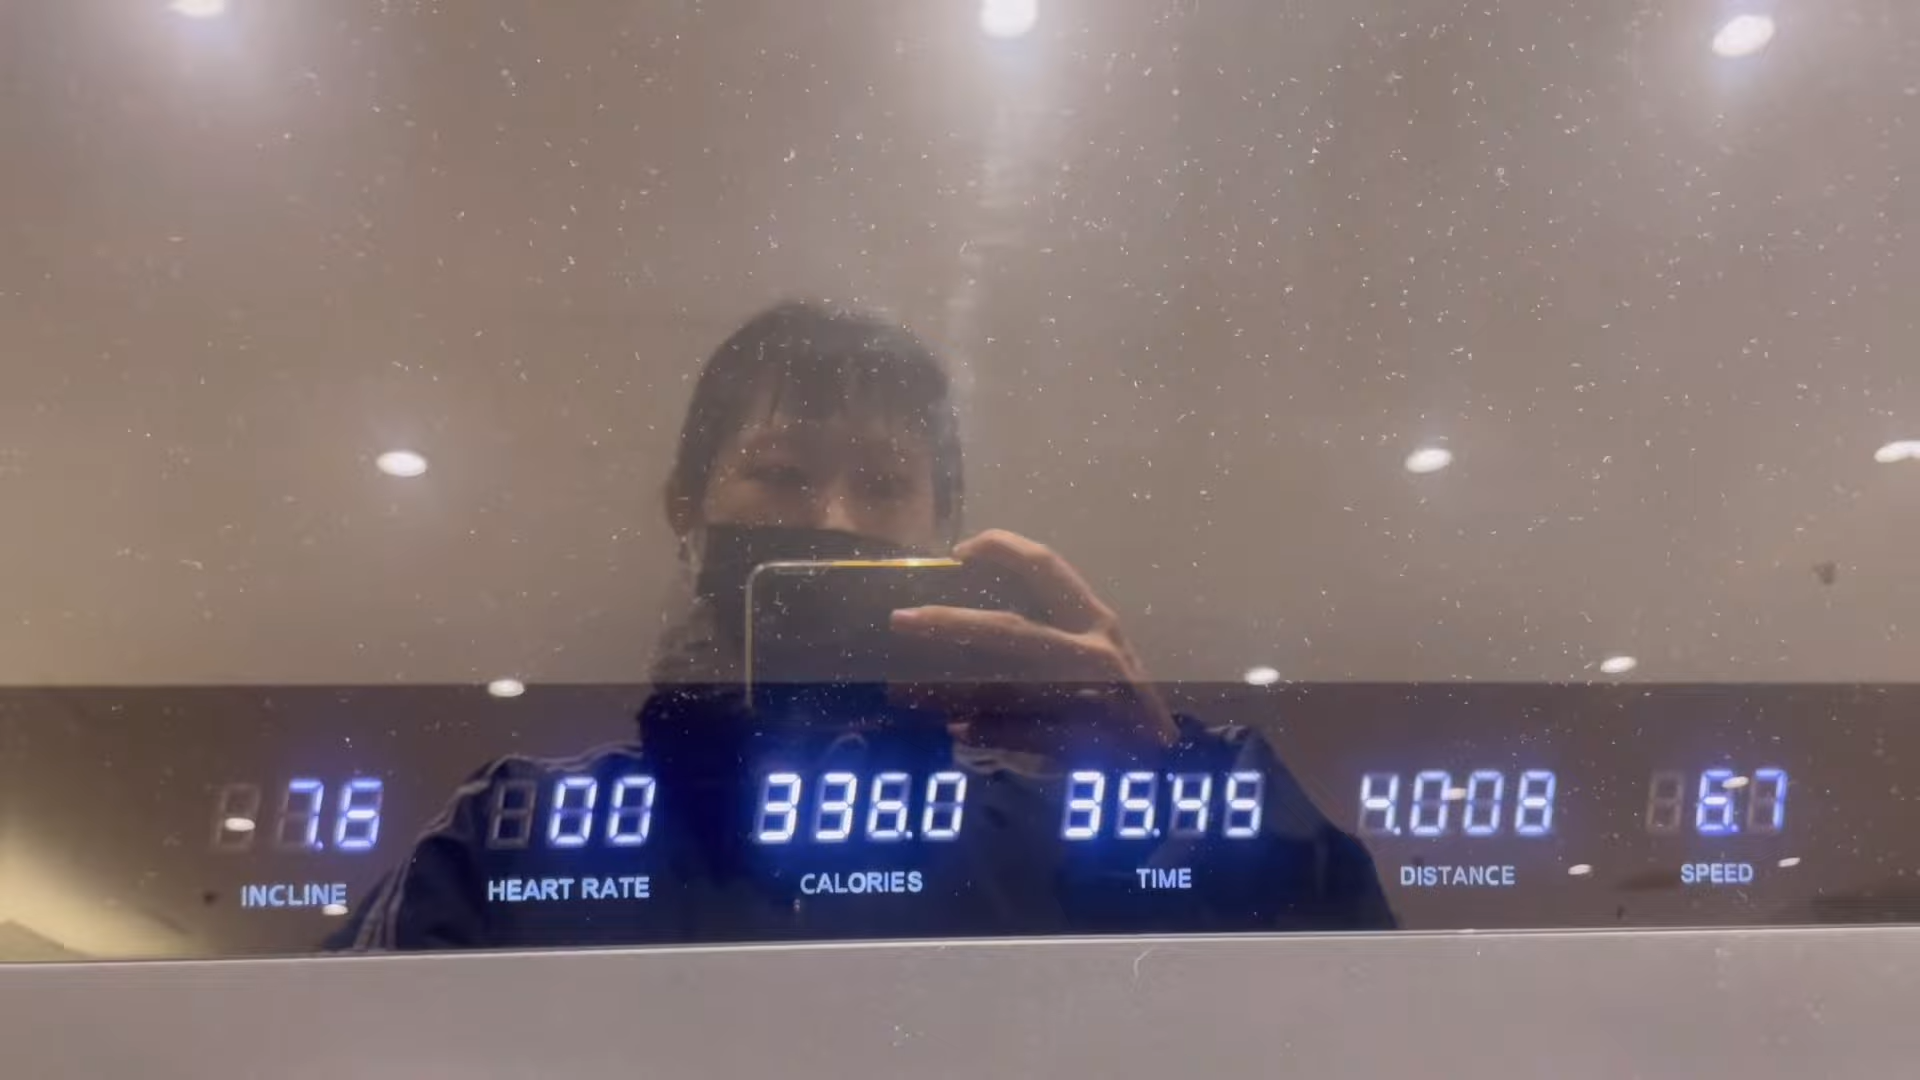 7.6 00 336.0 35.45 4.008 6.7
INCLINE HEART RATE CALORIES TIME DISTANCE SPEED